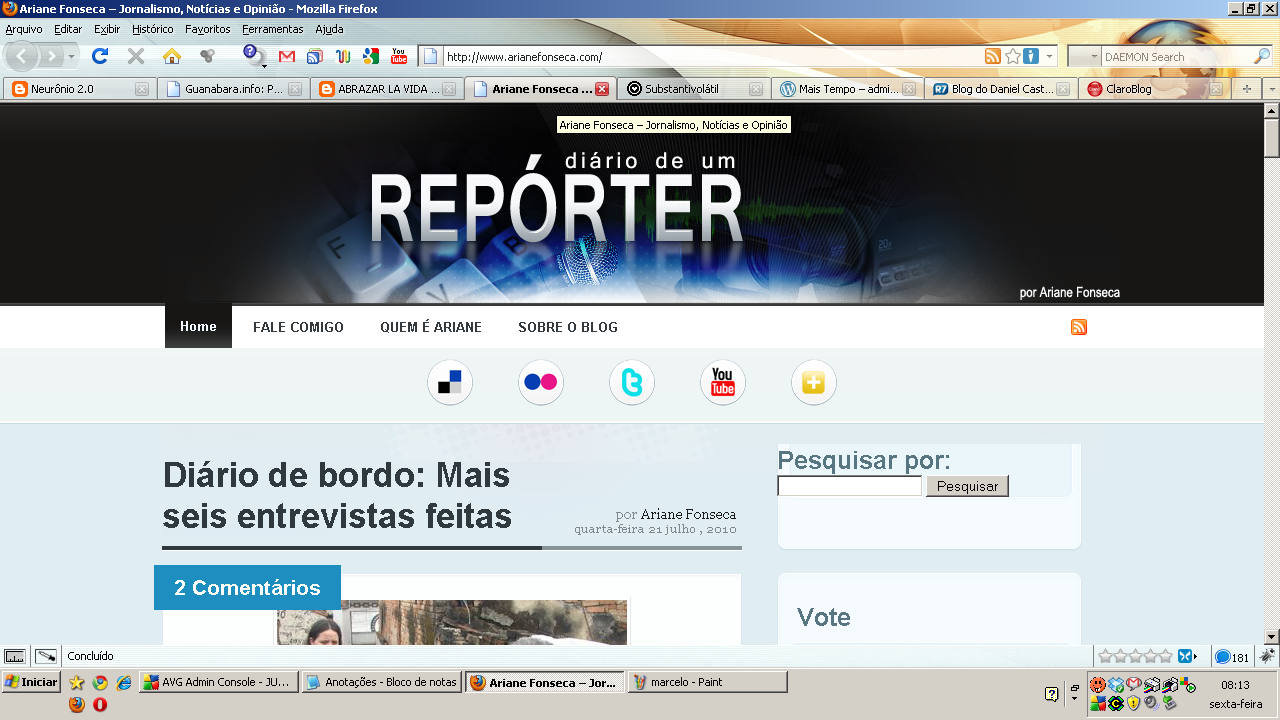 Ariane Fonseca — Jornalismo, Notícias e Opinião - Mozilla Firefox
Arquivo Editar Exibir Histórico Favoritos Ferramentas Ajuda
You Tube http://www.arianefonseca.com/ DAEMON Search
Neurônio 2.0 Guanabara.info: P... ABRAZAR LA VIDA ... Ariane Fonseca ... Substantivolátil Mais Tempo — admi... R7 Blog do Daniel Cast... ClaroBlog
Ariane Fonseca — Jornalismo, Notícias e Opinião
diário de um
REPÓRTER
F
V
20x
por Ariane Fonseca
Home FALE COMIGO QUEM É ARIANE SOBRE O BLOG
t You Tube
Diário de bordo: Mais
seis entrevistas feitas
por Ariane Fonseca
quarta-feira 21 julho , 2010
2 Comentários
Pesquisar por:
Pesquisar
Vote
Concluído 181
Iniciar AVG Admin Console - JU... Anotações - Bloco de notas Ariane Fonseca — Jor... marcelo - Paint 08:13
sexta-feira